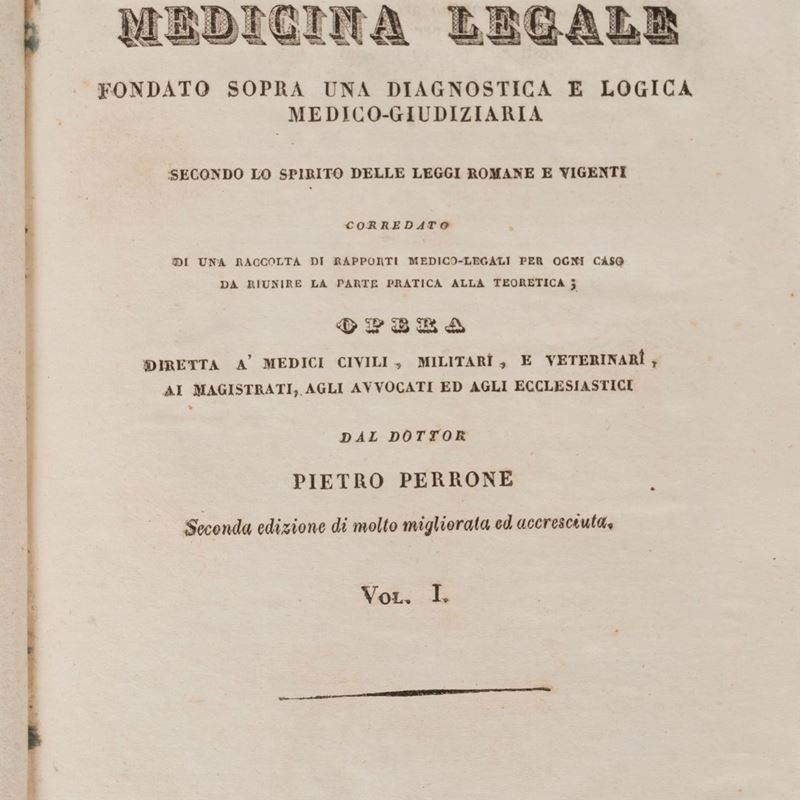 MEDICINA LEGALE
FONDATO SOPRA UNA DIAGNOSTICA E LOGICA
MEDICO-GIUDIZIARIA
SECONDO LO SPIRITO DELLE LEGGI ROMANE E VIGENTI
CORREDATO
DI UNA RACCOLTA DI RAPPORTI MEDICO-LEGALI PER OGNI CASO
DA RIUNIRE LA PARTE PRATICA ALLA TEORETICA ;
OPERA
DIRETTA A' MEDICI CIVILI , MILITARÎ , E VETERINARÎ ,
AI MAGISTRATI, AGLI AVVOCATI ED AGLI ECCLESIASTICI
DAL DOTTOR
PIETRO PERRONE
Seconda edizione di molto migliorata ed accresciuta.
VOL. I.